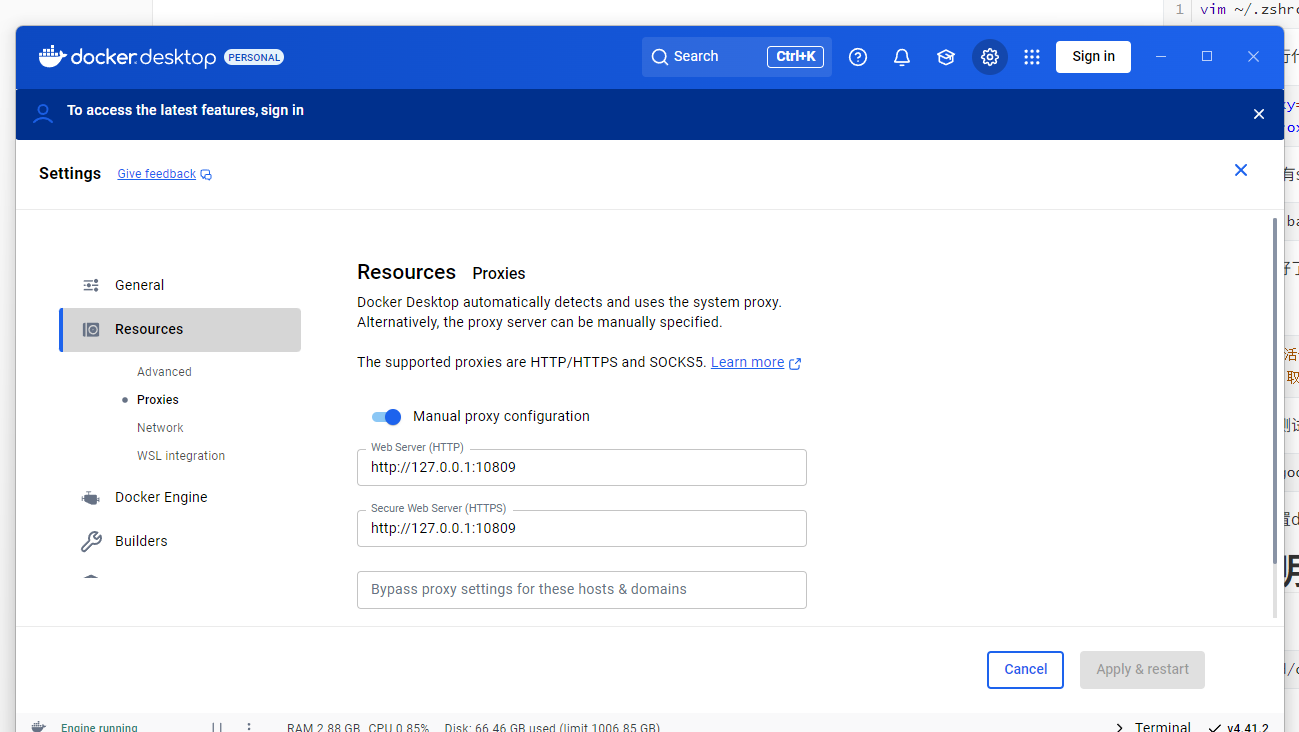 1 vim ~/.zshrc
docker.desktop PERSONAL
Search Ctrl+K
Sign in
To access the latest features, sign in
Settings Give feedback
General
Resources
Advanced
Proxies
Network
WSL integration
Docker Engine
Builders
Resources Proxies
Docker Desktop automatically detects and uses the system proxy.
Alternatively, the proxy server can be manually specified.
The supported proxies are HTTP/HTTPS and SOCKS5. Learn more
Manual proxy configuration
Web Server (HTTP)
http://127.0.0.1:10809
Secure Web Server (HTTPS)
http://127.0.0.1:10809
Bypass proxy settings for these hosts & domains
Cancel Apply & restart
Engine running RAM 2.88 GB CPU 0.85% Disk: 66.46 GB used (limit 1006.85 GB) Terminal v4.41.2